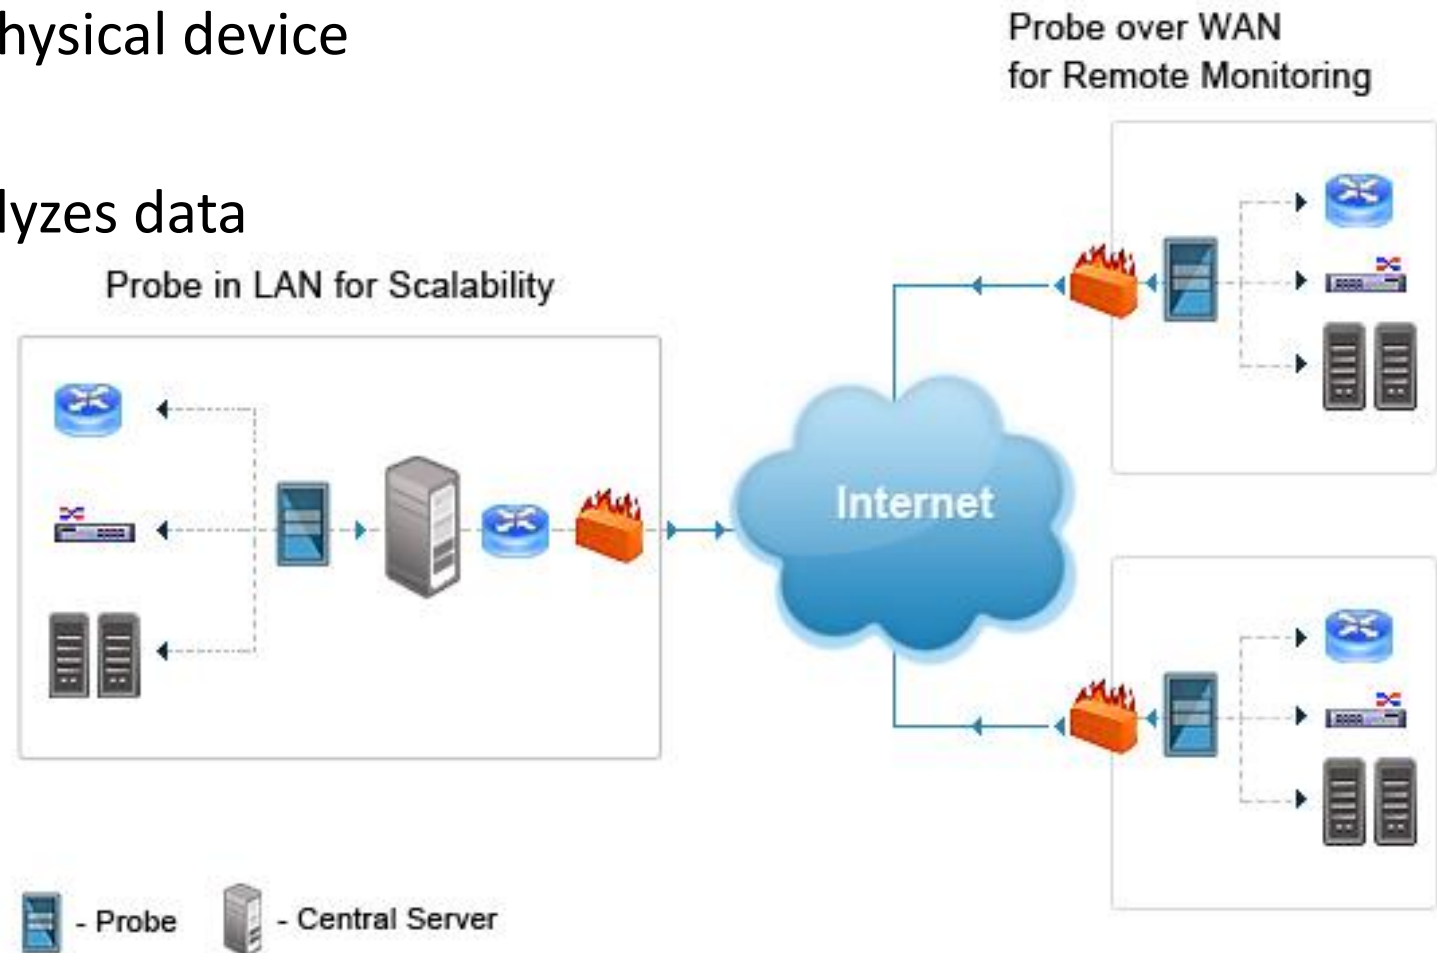 hysical device
Probe over WAN
for Remote Monitoring
lyzes data
Probe in LAN for Scalability
Internet
- Probe
- Central Server